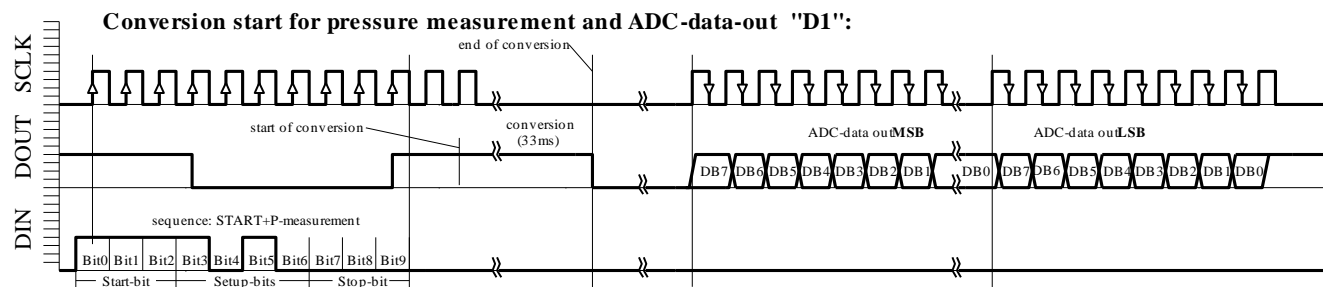 Conversion start for pressure measurement and ADC-data-out "D1":
end of conversion
SCLK
start of conversion
conversion
(33ms)
ADC-data out MSB
ADC-data out LSB
DOUT
DB7 DB6 DB5 DB4 DB3 DB2 DB1 DB0 DB7 DB6 DB5 DB4 DB3 DB2 DB1 DB0
sequence: START+P-measurement
DIN
Bit0 Bit1 Bit2 Bit3 Bit4 Bit5 Bit6 Bit7 Bit8 Bit9
Start-bit Setup-bits Stop-bit